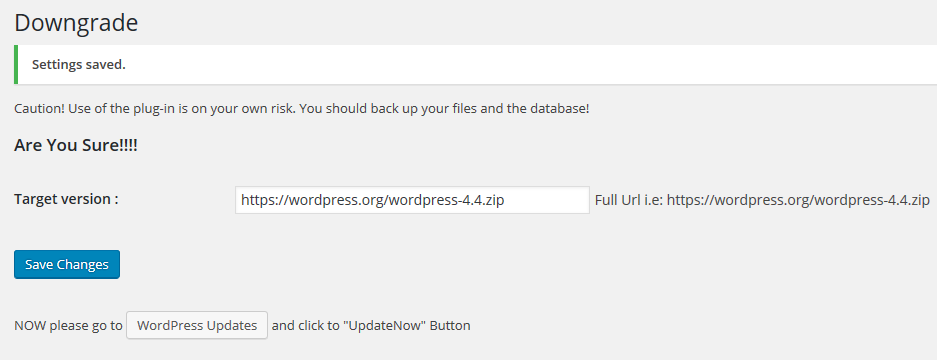 Downgrade
Settings saved.
Caution! Use of the plug-in is on your own risk. You should back up your files and the database!
Are You Sure!!!!
Target version : https://wordpress.org/wordpress-4.4.zip Full Url i.e: https://wordpress.org/wordpress-4.4.zip
Save Changes
NOW please go to WordPress Updates and click to "UpdateNow" Button